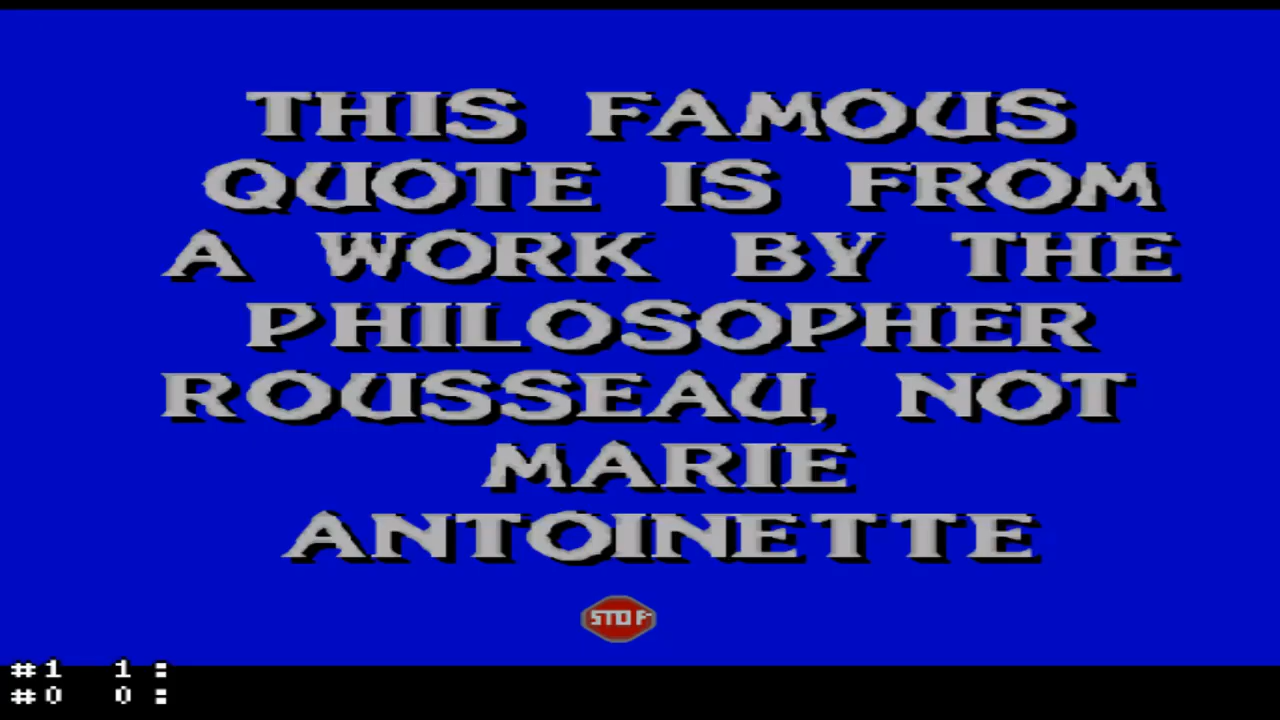 THIS FAMOUS
QUOTE IS FROM
A WORK BY THE
PHILOSOPHER
ROUSSEAU, NOT
MARIE
ANTOINETTE
STOP
#1 1 :
#0 0 :